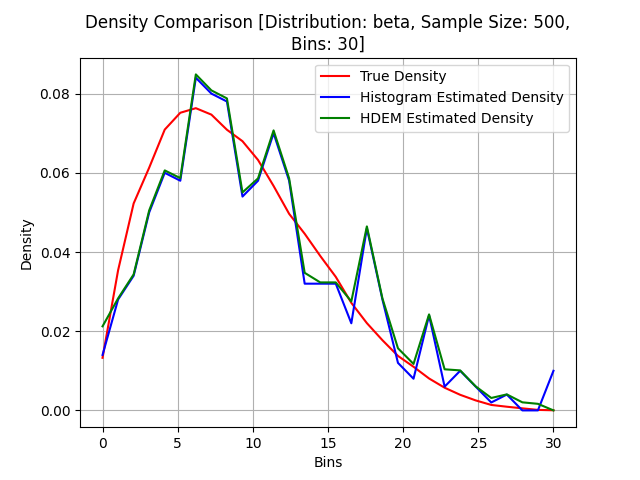 Density Comparison [Distribution: beta, Sample Size: 500,
Bins: 30]
True Density
Histogram Estimated Density
HDEM Estimated Density
Density
0.08
0.06
0.04
0.02
0.00
0 5 10 15 20 25 30
Bins